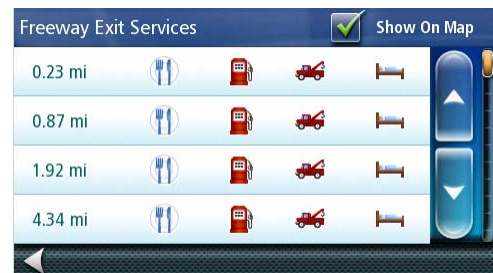 Freeway Exit Services Show On Map
0.23 mi
0.87 mi
1.92 mi
4.34 mi